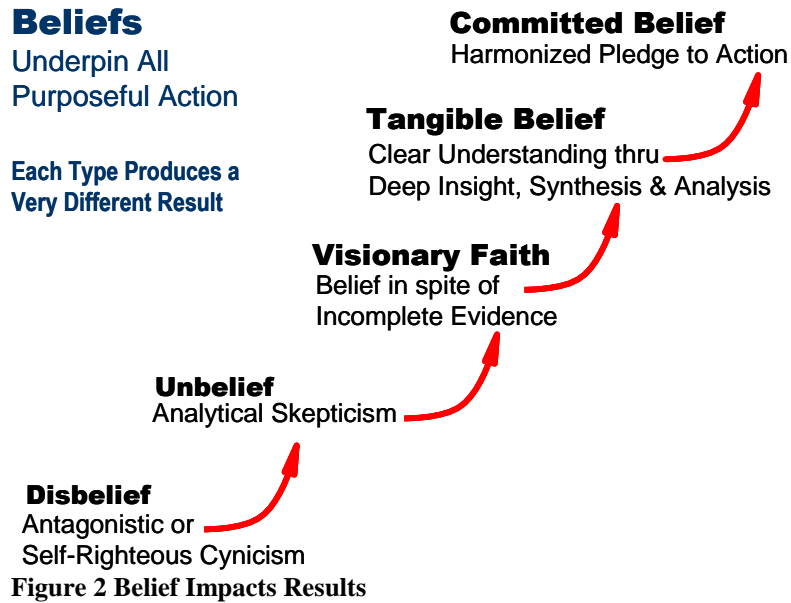 Beliefs
Underpin All
Purposeful Action
Each Type Produces a
Very Different Result
Committed Belief
Harmonized Pledge to Action
Tangible Belief
Clear Understanding thru
Deep Insight, Synthesis & Analysis
Visionary Faith
Belief in spite of
Incomplete Evidence
Unbelief
Analytical Skepticism
Disbelief
Antagonistic or
Self-Righteous Cynicism
Figure 2 Belief Impacts Results